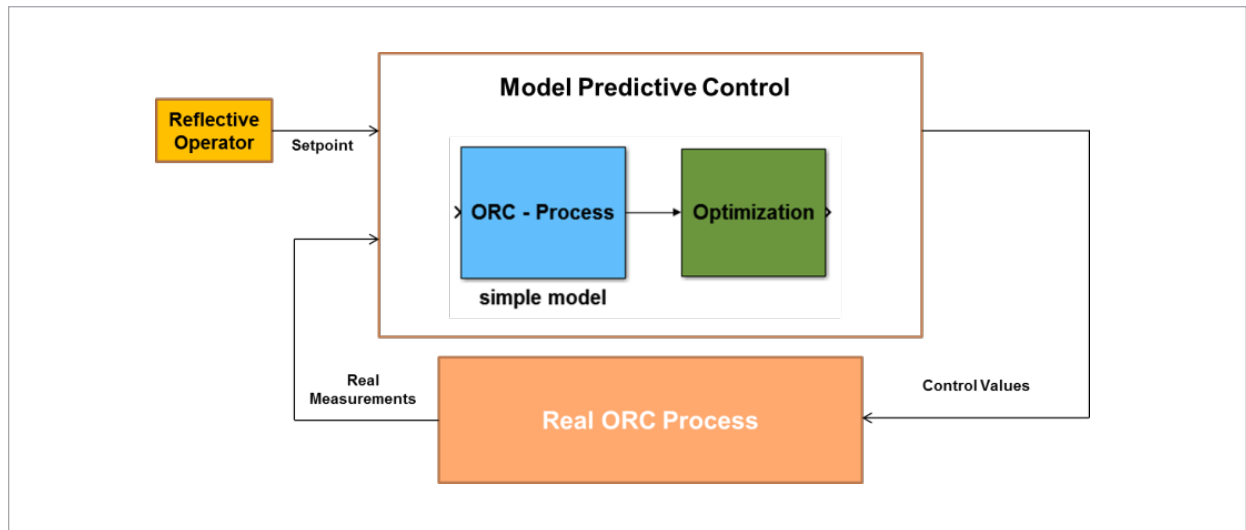 Model Predictive Control
Reflective
Operator
Setpoint
ORC - Process
Optimization
simple model
Real
Measurements
Control Values
Real ORC Process